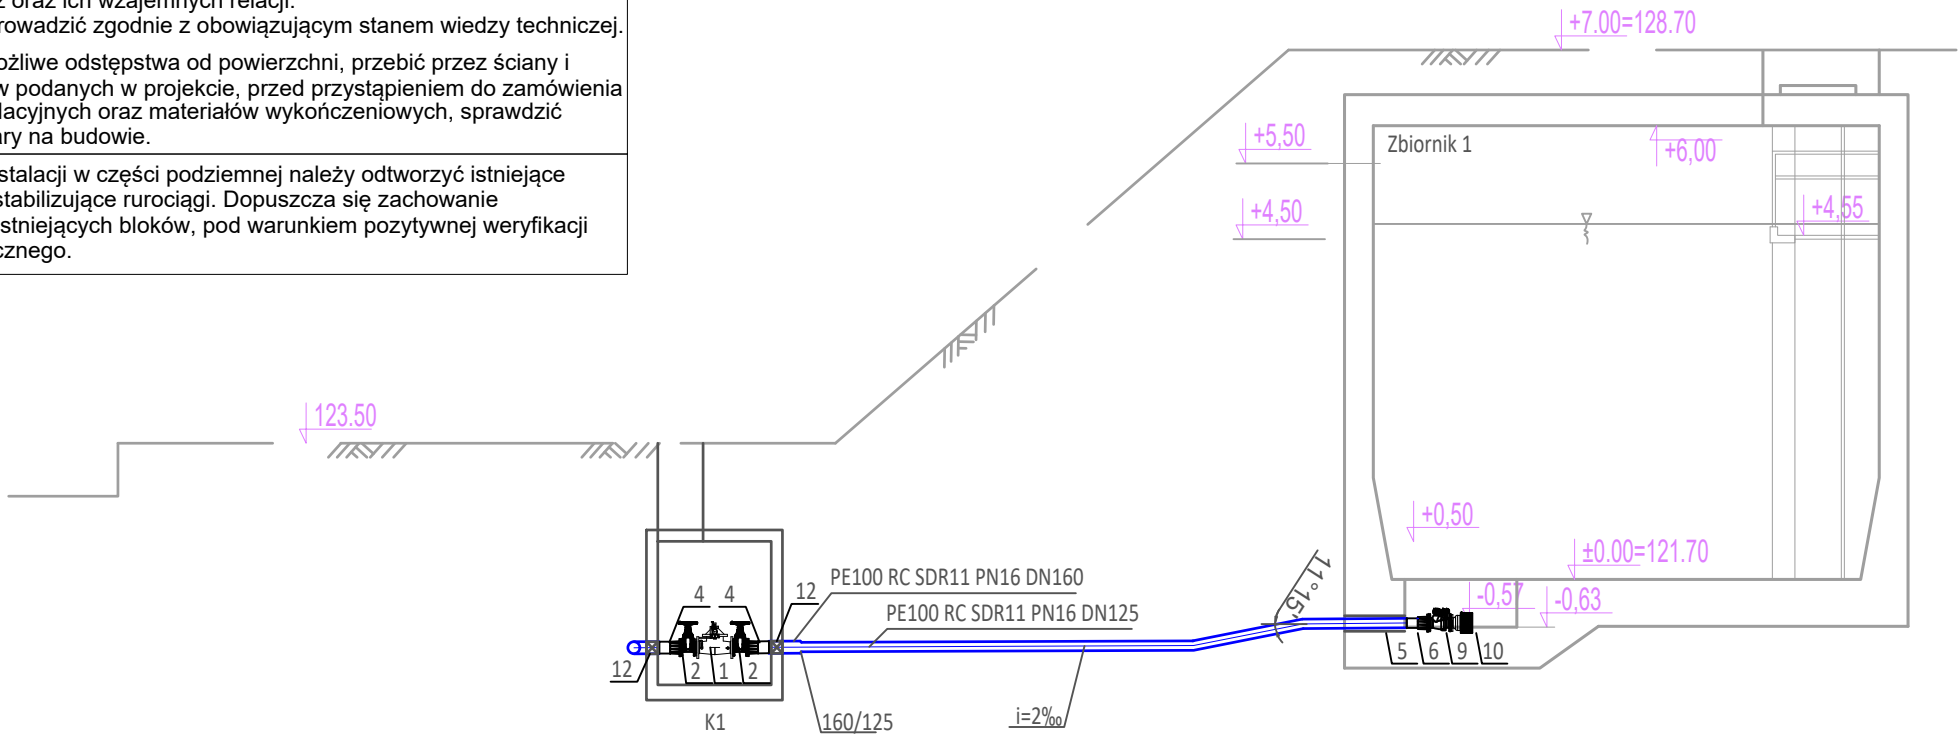 z oraz ich wzajemnych relacji.
rowadzić zgodnie z obowiązującym stanem wiedzy techniczej.
ożliwe odstępstwa od powierzchni, przebić przez ściany i
w podanych w projekcie, przed przystąpieniem do zamówienia
lacyjnych oraz materiałów wykończeniowych, sprawdzić
ary na budowie.
stalacji w części podziemnej należy odtworzyć istniejące
stabilizujące rurociągi. Dopuszcza się zachowanie
stniejących bloków, pod warunkiem pozytywnej weryfikacji
cznego.
+7.00=128.70
+5,50
Zbiornik 1
+6,00
+4,50
+4,55
123.50
+0,50
±0.00=121.70
11°15'
-0,57
-0,63
PE100 RC SDR11 PN16 DN160
PE100 RC SDR11 PN16 DN125
4
4
12
12
2
1
2
5
6
9
10
K1
160/125
i=2‰